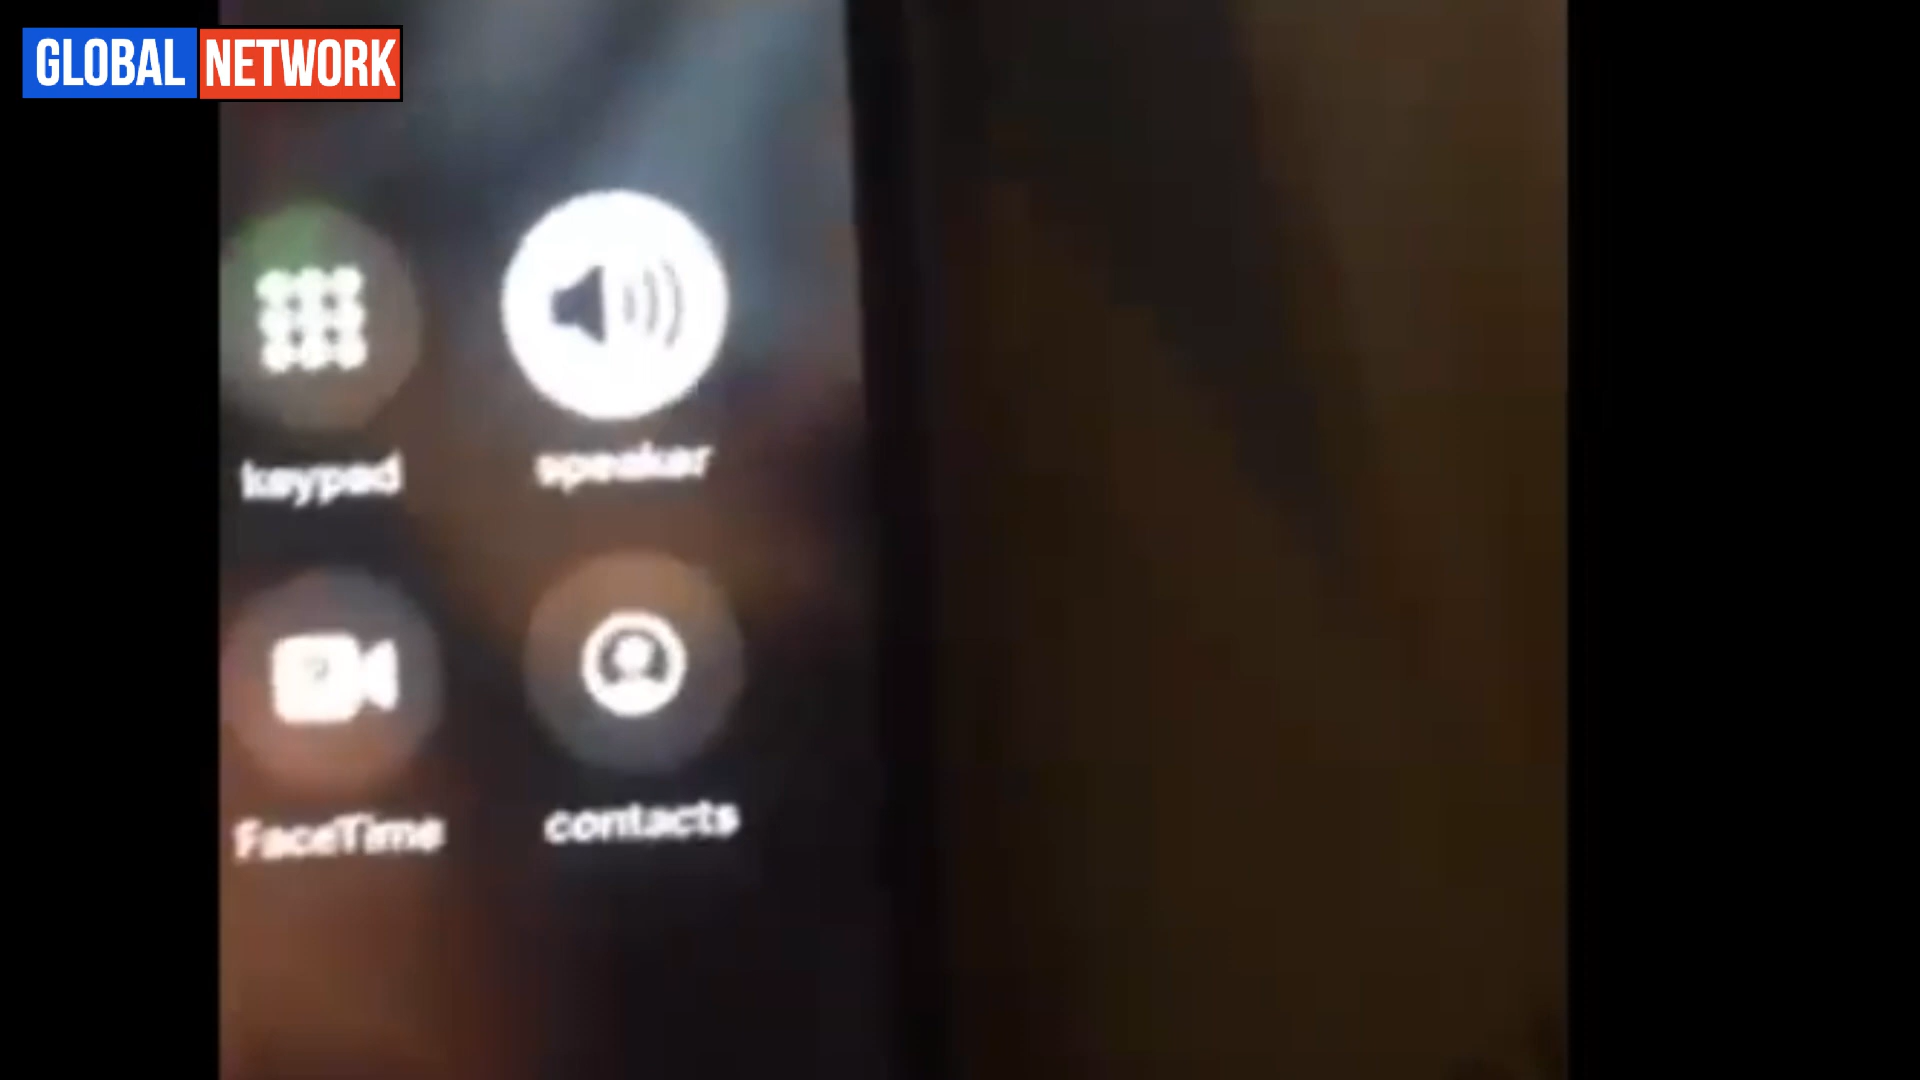 GLOBAL NETWORK
keypad
speaker
FaceTime
contacts